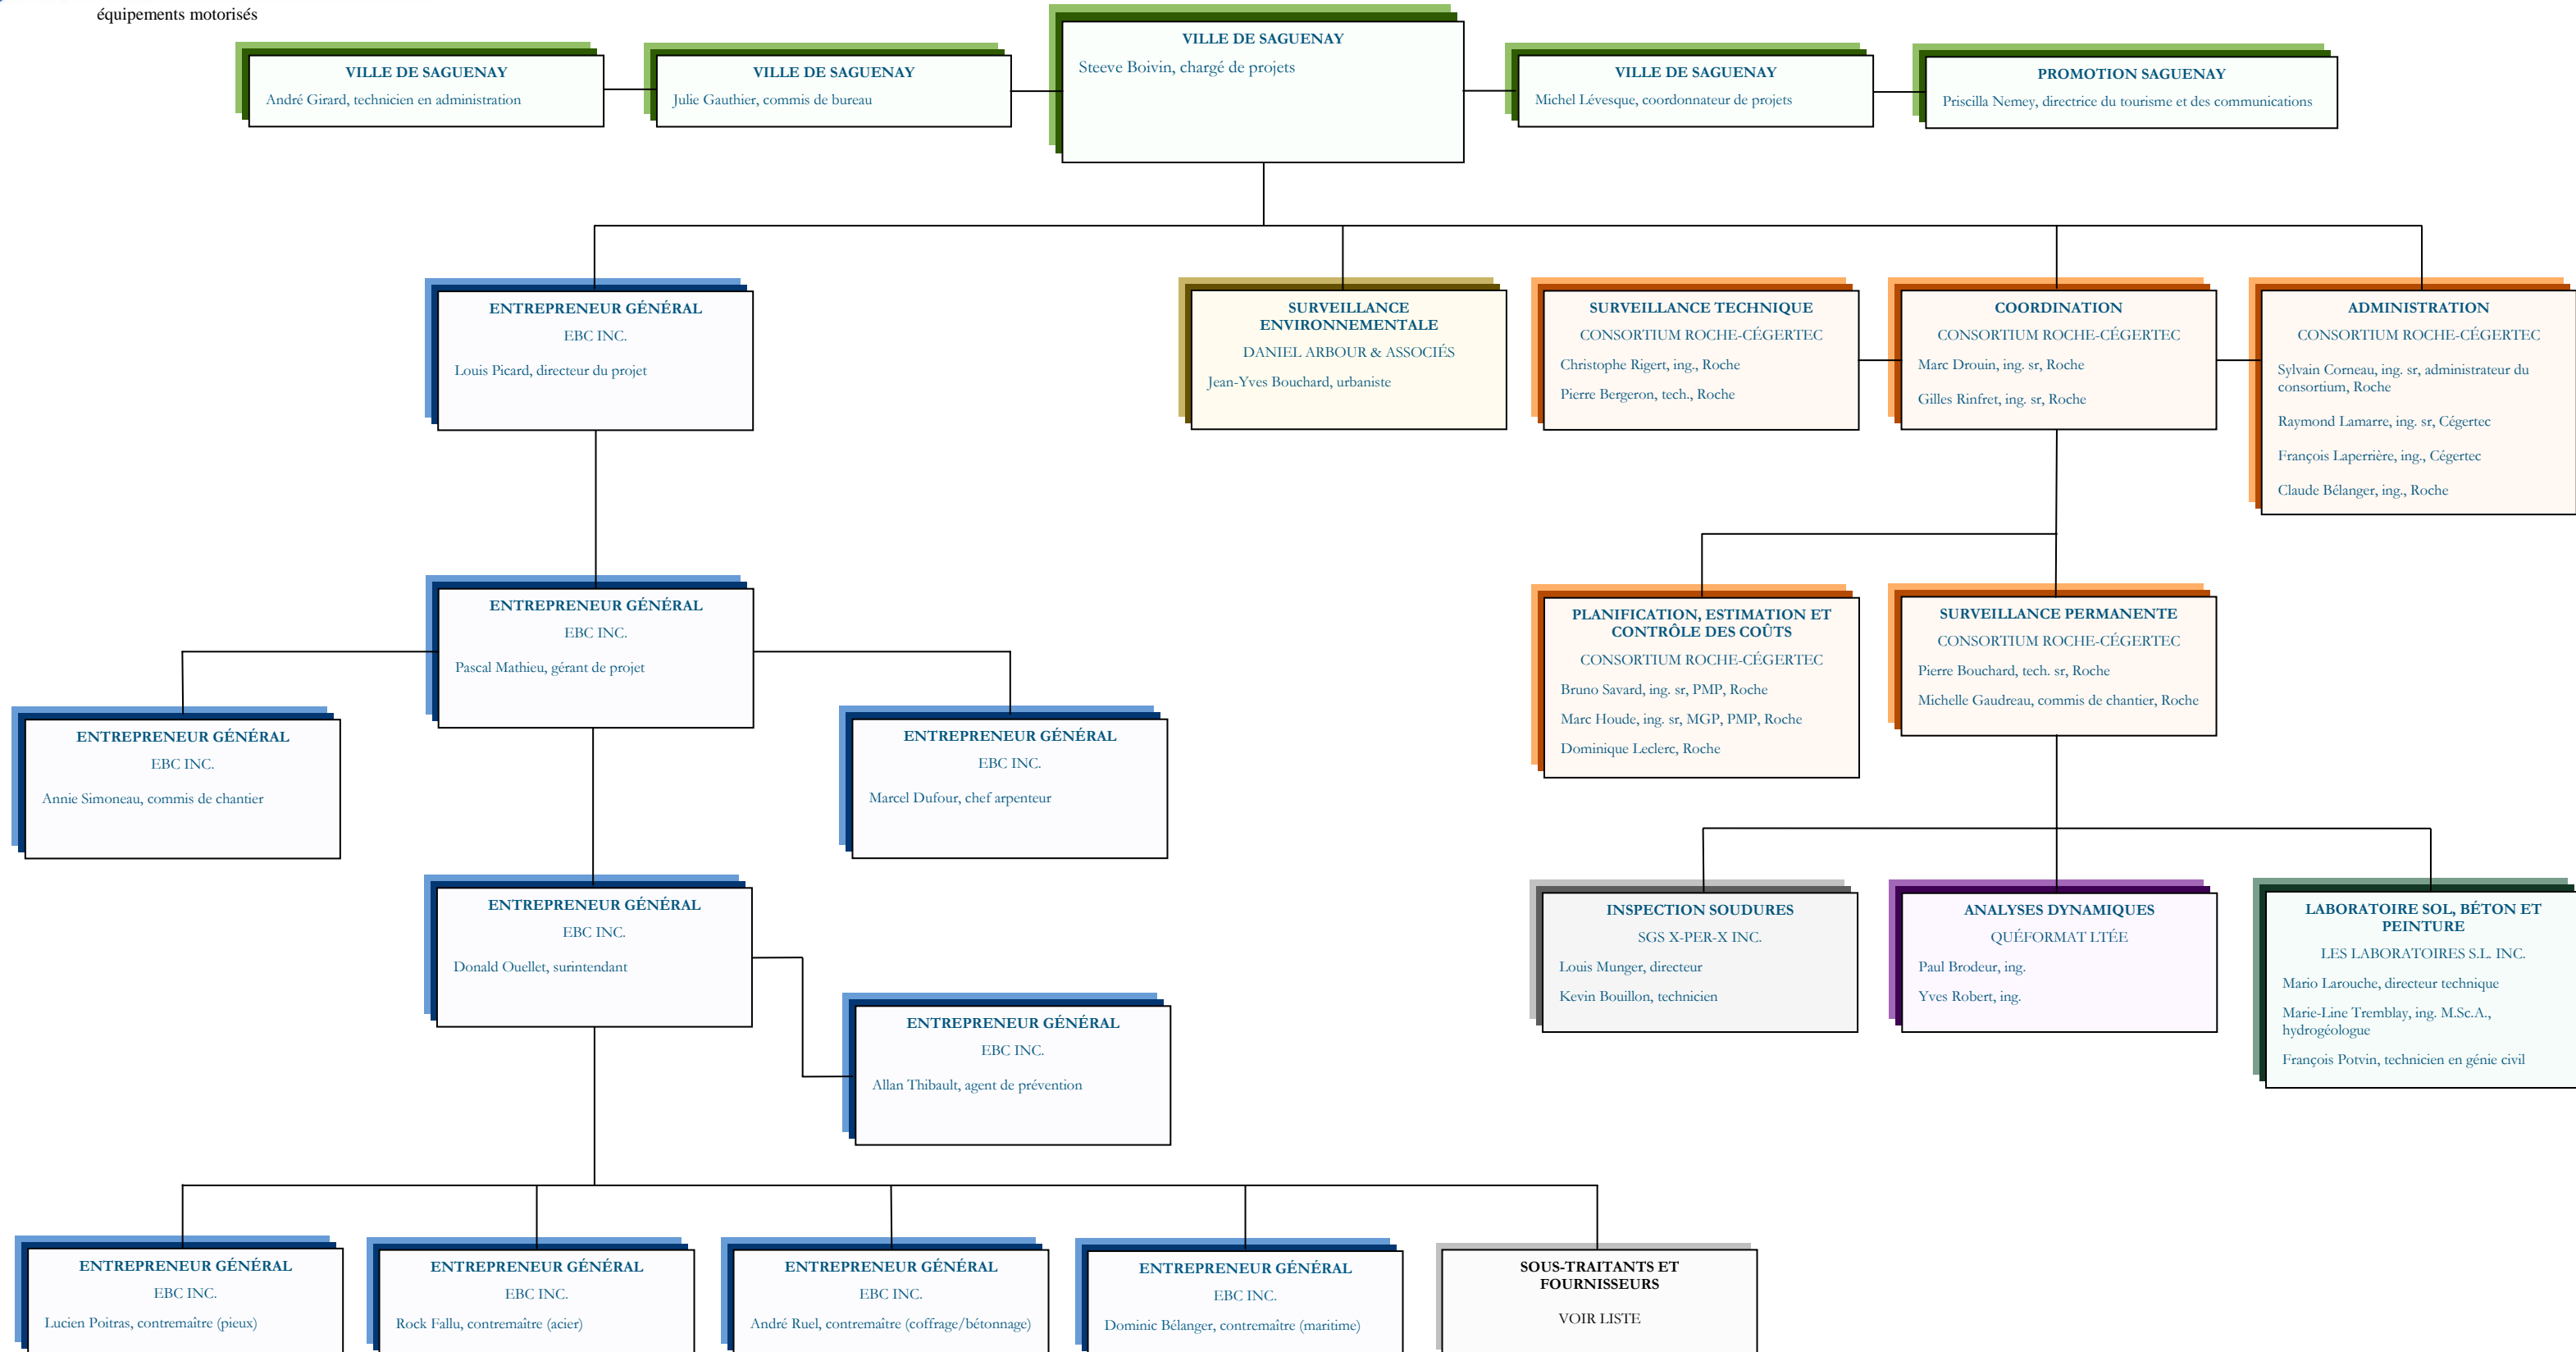 équipements motorisés
VILLE DE SAGUENAY
André Girard, technicien en administration
VILLE DE SAGUENAY
Julie Gauthier, commis de bureau
VILLE DE SAGUENAY
Steeve Boivin, chargé de projets
VILLE DE SAGUENAY
Michel Lévesque, coordonnateur de projets
PROMOTION SAGUENAY
Priscilla Nemey, directrice du tourisme et des communications
ENTREPRENEUR GÉNÉRAL
EBC INC.
Louis Picard, directeur du projet
SURVEILLANCE
ENVIRONNEMENTALE
DANIEL ARBOUR & ASSOCIÉS
Jean-Yves Bouchard, urbaniste
SURVEILLANCE TECHNIQUE
CONSORTIUM ROCHE-CÉGERTEC
Christophe Rigert, ing., Roche
Pierre Bergeron, tech., Roche
COORDINATION
CONSORTIUM ROCHE-CÉGERTEC
Marc Drouin, ing. sr, Roche
Gilles Rinfret, ing. sr, Roche
ADMINISTRATION
CONSORTIUM ROCHE-CÉGERTEC
Sylvain Corneau, ing. sr, administrateur du
consortium, Roche
Raymond Lamarre, ing. sr, Cégertec
François Laperrière, ing., Cégertec
Claude Bélanger, ing., Roche
ENTREPRENEUR GÉNÉRAL
EBC INC.
Pascal Mathieu, gérant de projet
PLANIFICATION, ESTIMATION ET
CONTRÔLE DES COÛTS
CONSORTIUM ROCHE-CÉGERTEC
Bruno Savard, ing. sr, PMP, Roche
Marc Houde, ing. sr, MGP, PMP, Roche
Dominique Leclerc, Roche
SURVEILLANCE PERMANENTE
CONSORTIUM ROCHE-CÉGERTEC
Pierre Bouchard, tech. sr, Roche
Michelle Gaudreau, commis de chantier, Roche
ENTREPRENEUR GÉNÉRAL
EBC INC.
Annie Simoneau, commis de chantier
ENTREPRENEUR GÉNÉRAL
EBC INC.
Marcel Dufour, chef arpenteur
ENTREPRENEUR GÉNÉRAL
EBC INC.
Donald Ouellet, surintendant
INSPECTION SOUDURES
SGS X-PER-X INC.
Louis Munger, directeur
Kevin Bouillon, technicien
ANALYSES DYNAMIQUES
QUÉFORMAT LTÉE
Paul Brodeur, ing.
Yves Robert, ing.
LABORATOIRE SOL, BÉTON ET
PEINTURE
LES LABORATOIRES S.L. INC.
Mario Larouche, directeur technique
Marie-Line Tremblay, ing. M.Sc.A.,
hydrogéologue
François Potvin, technicien en génie civil
ENTREPRENEUR GÉNÉRAL
EBC INC.
Allan Thibault, agent de prévention
ENTREPRENEUR GÉNÉRAL
EBC INC.
Lucien Poitras, contremaître (pieux)
ENTREPRENEUR GÉNÉRAL
EBC INC.
Rock Fallu, contremaître (acier)
ENTREPRENEUR GÉNÉRAL
EBC INC.
André Ruel, contremaître (coffrage/bétonnage)
ENTREPRENEUR GÉNÉRAL
EBC INC.
Dominic Bélanger, contremaître (maritime)
SOUS-TRAITANTS ET
FOURNISSEURS
VOIR LISTE